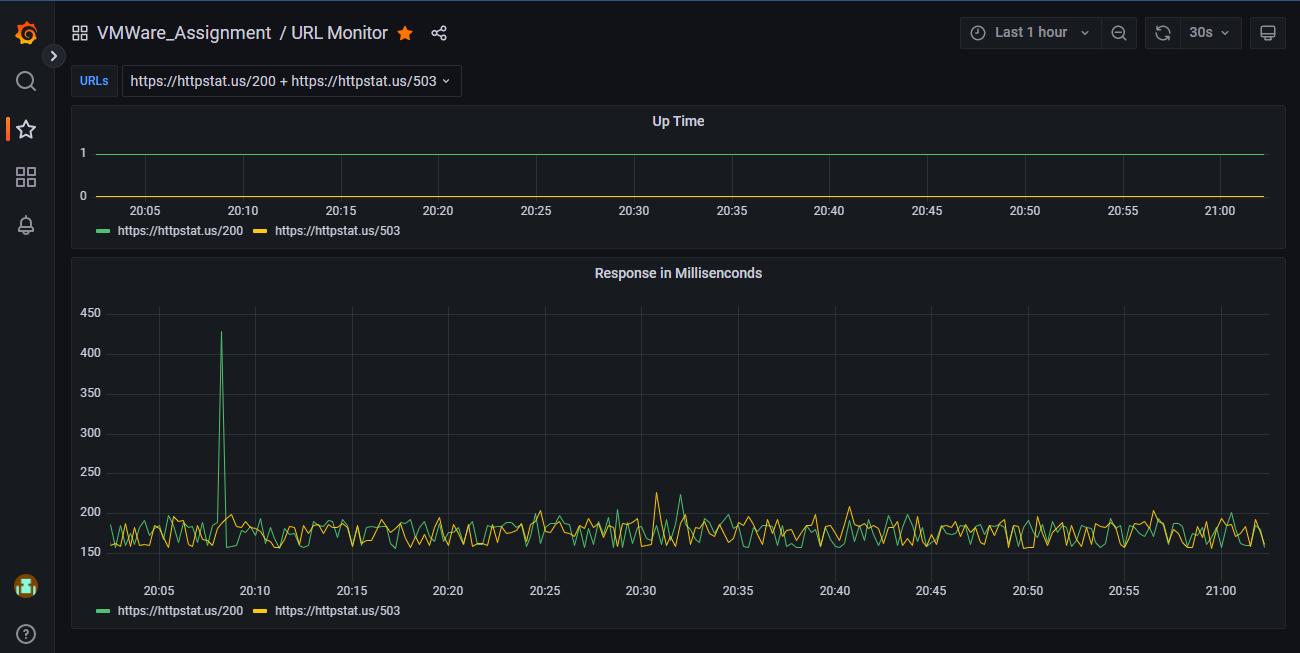 VMWare_Assignment / URL Monitor
Last 1 hour
30s
URLs
https://httpstat.us/200 + https://httpstat.us/503
Up Time
1
0
20:05 20:10 20:15 20:20 20:25 20:30 20:35 20:40 20:45 20:50 20:55 21:00
https://httpstat.us/200 https://httpstat.us/503
Response in Millisenconds
450
400
350
300
250
200
150
20:05 20:10 20:15 20:20 20:25 20:30 20:35 20:40 20:45 20:50 20:55 21:00
https://httpstat.us/200 https://httpstat.us/503